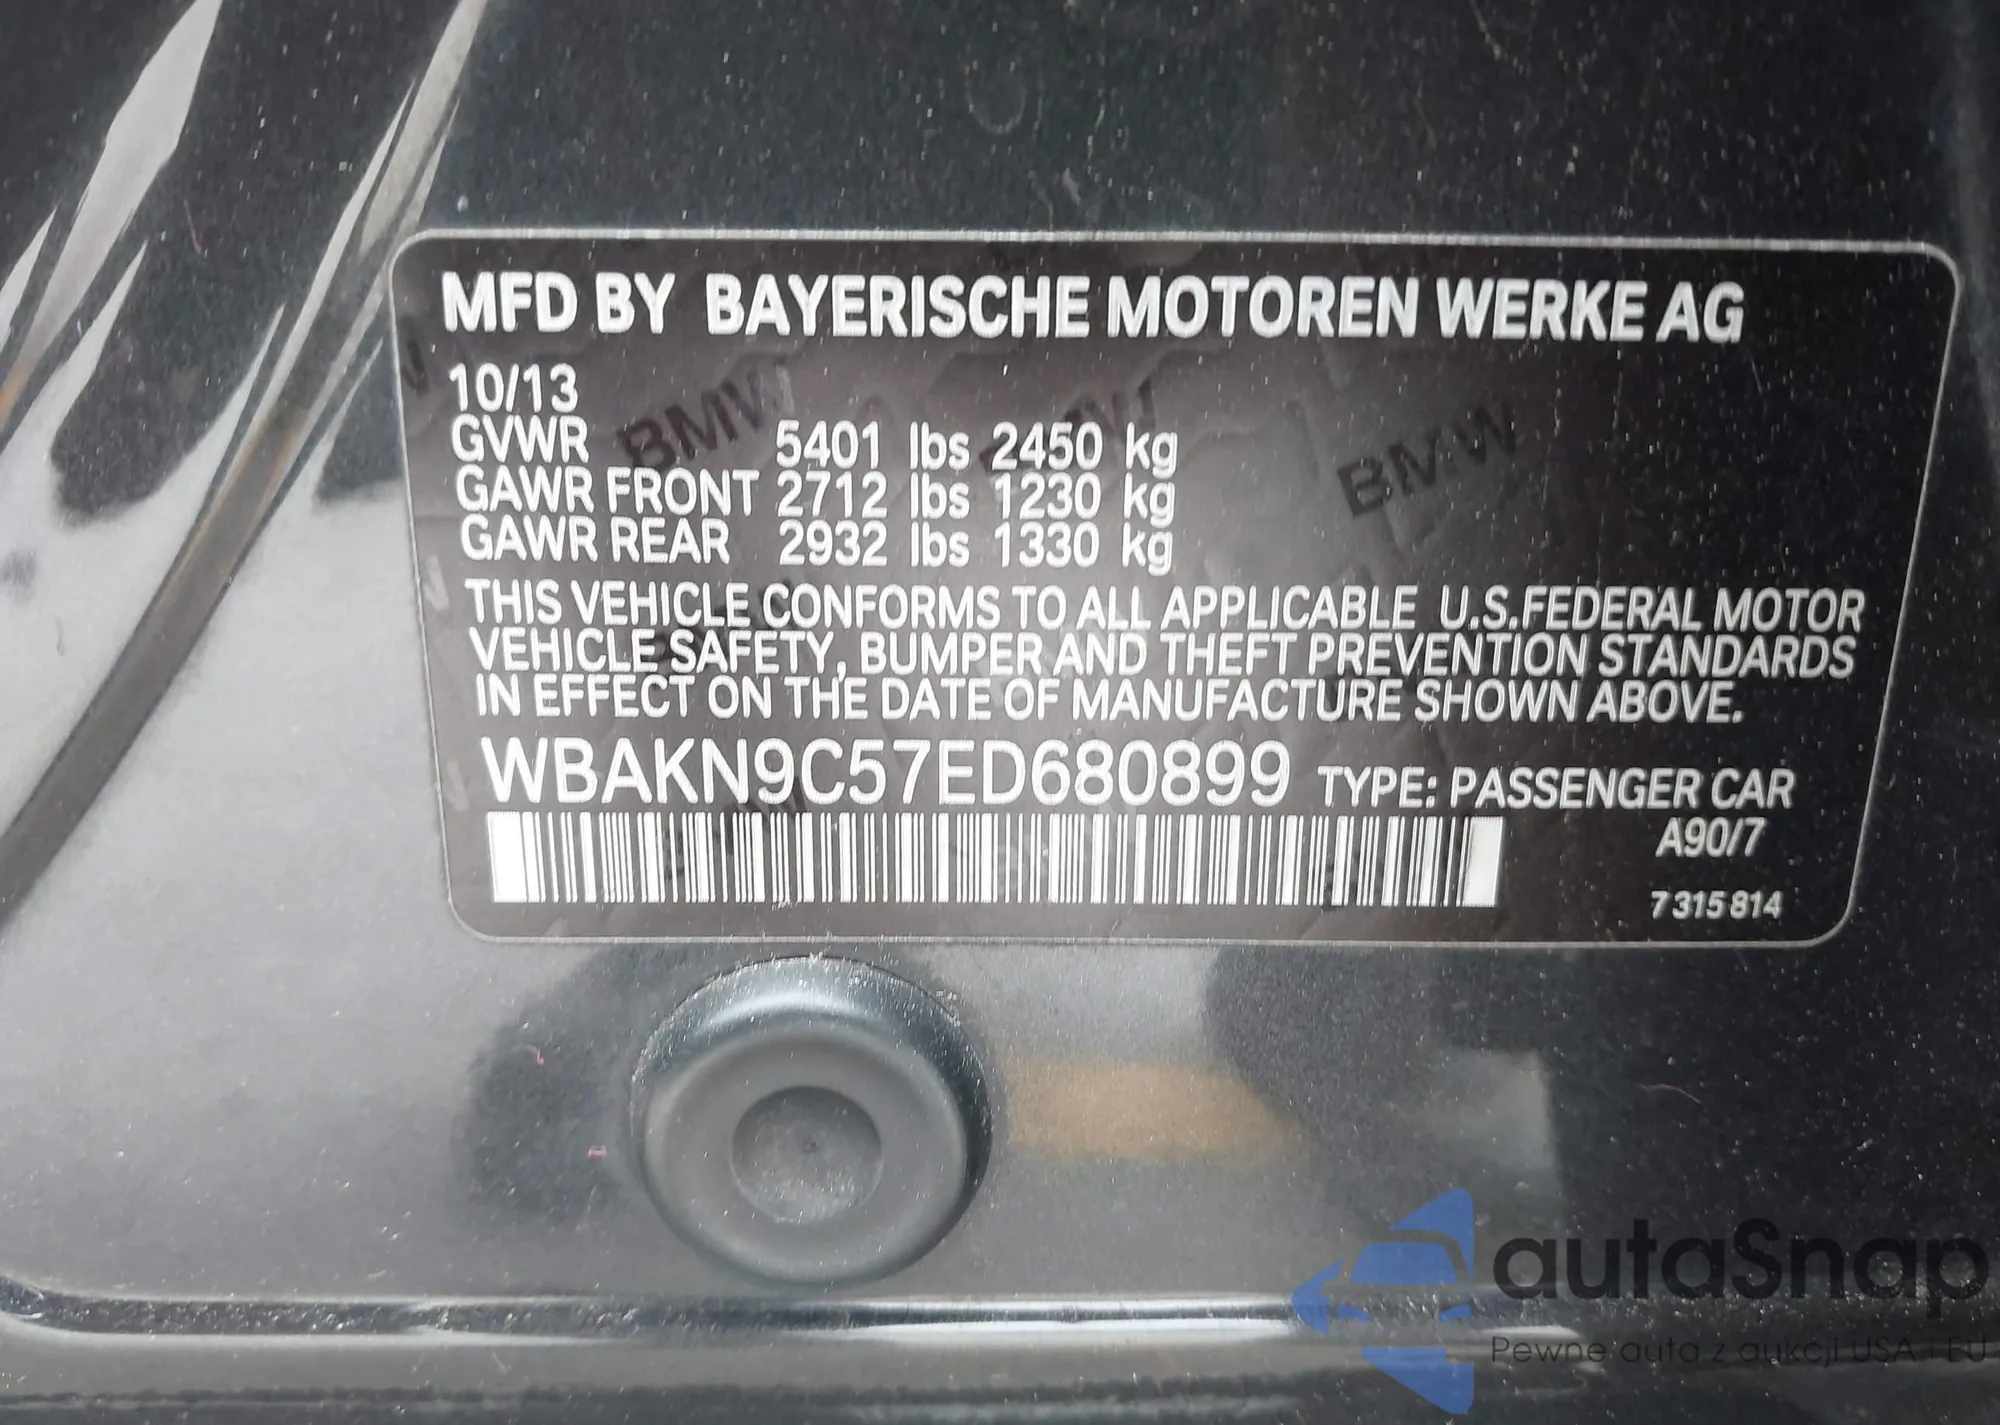 MFD BY BAYERISCHE MOTOREN WERKE AG
10/13
GVWR 5401 lbs 2450 kg
GAWR FRONT 2712 lbs 1230 kg
GAWR REAR 2932 lbs 1330 kg
THIS VEHICLE CONFORMS TO ALL APPLICABLE U.S.FEDERAL MOTOR
VEHICLE SAFETY, BUMPER AND THEFT PREVENTION STANDARDS
IN EFFECT ON THE DATE OF MANUFACTURE SHOWN ABOVE.
WBAKN9C57ED680899 TYPE: PASSENGER CAR
A90/7
7 315 814
BMW BMW BMW
autaSnap
Pewne auta z aukcji USA i EU